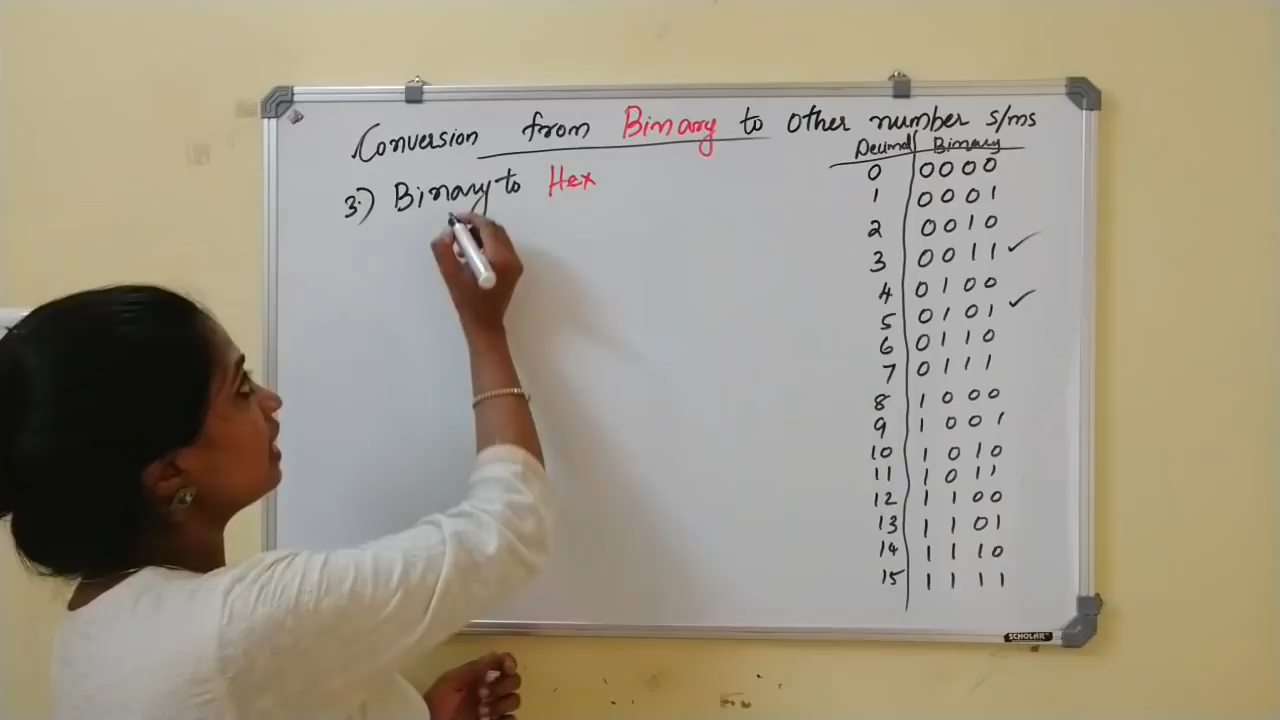 Conversion from Binary to other number s/ms
3.) Binary to Hex
Decimal Binary
0 0000
1 0001
2 0010
3 0011 ✓
4 0100
5 0101 ✓
6 0110
7 0111
8 1000
9 1001
10 1010
11 1011
12 1100
13 1101
14 1110
15 1111
SCHOLAR